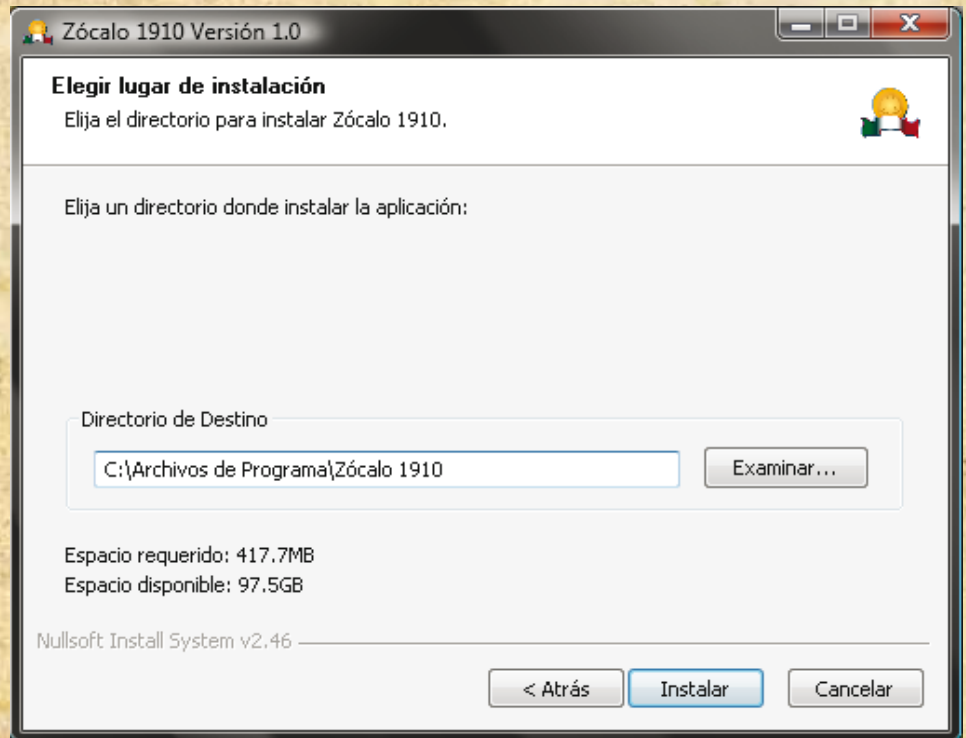 Zócalo 1910 Versión 1.0
Elegir lugar de instalación
Elija el directorio para instalar Zócalo 1910.
Elija un directorio donde instalar la aplicación:
Directorio de Destino
C:\Archivos de Programa\Zócalo 1910
Examinar...
Espacio requerido: 417.7MB
Espacio disponible: 97.5GB
Nullsoft Install System v2.46
< Atrás
Instalar
Cancelar